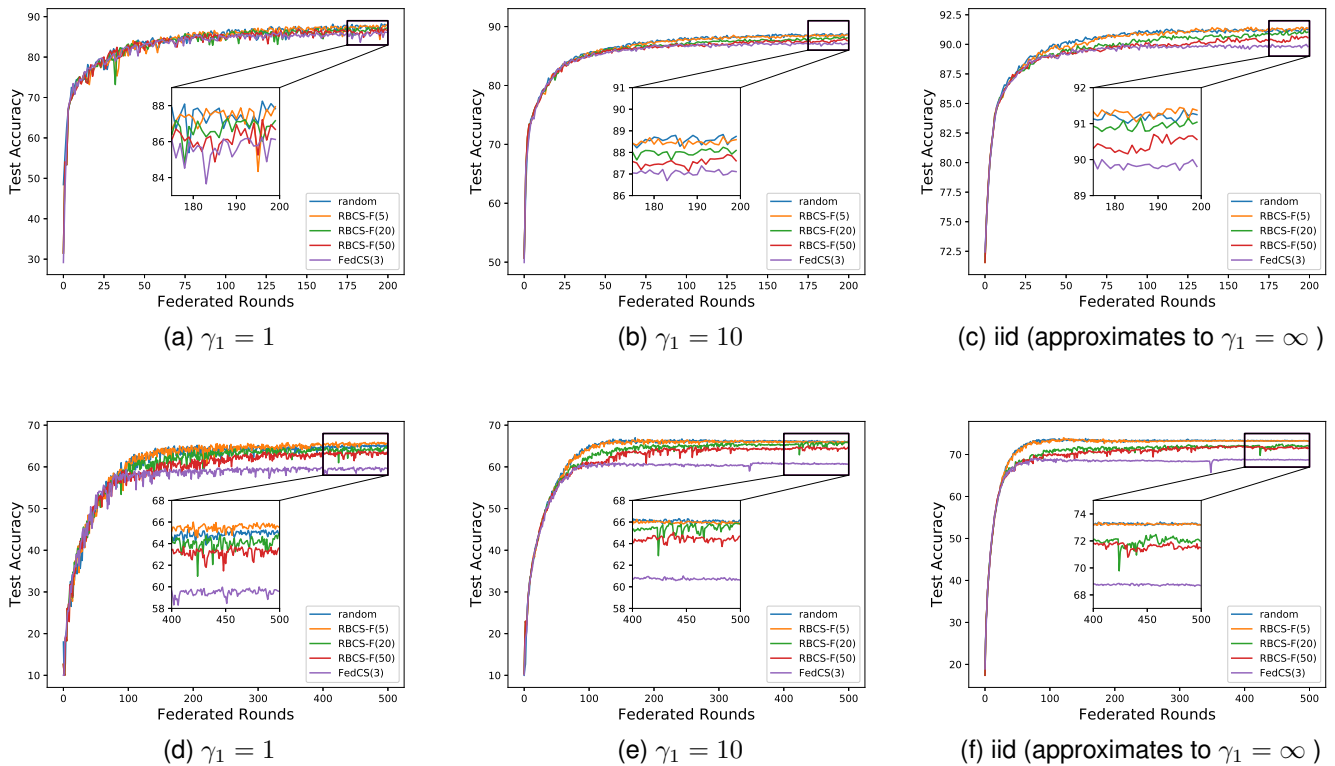 90
80
70
60
50
40
30
Test Accuracy
88
86
84
180
190
200
random
RBCS-F(5)
RBCS-F(20)
RBCS-F(50)
FedCS(3)
0 25 50 75 100 125 150 175 200
Federated Rounds
(a) γ₁ = 1
90
80
70
60
50
Test Accuracy
91
90
89
88
87
86
180
190
200
random
RBCS-F(5)
RBCS-F(20)
RBCS-F(50)
FedCS(3)
0 25 50 75 100 125 150 175 200
Federated Rounds
(b) γ₁ = 10
92.5
90.0
87.5
85.0
82.5
80.0
77.5
75.0
72.5
Test Accuracy
92
91
90
89
180
190
200
random
RBCS-F(5)
RBCS-F(20)
RBCS-F(50)
FedCS(3)
0 25 50 75 100 125 150 175 200
Federated Rounds
(c) iid (approximates to γ₁ = ∞ )
70
60
50
40
30
20
10
Test Accuracy
68
66
64
62
60
58
400
450
500
random
RBCS-F(5)
RBCS-F(20)
RBCS-F(50)
FedCS(3)
0 100 200 300 400 500
Federated Rounds
(d) γ₁ = 1
70
60
50
40
30
20
10
Test Accuracy
68
66
64
62
60
58
400
450
500
random
RBCS-F(5)
RBCS-F(20)
RBCS-F(50)
FedCS(3)
0 100 200 300 400 500
Federated Rounds
(e) γ₁ = 10
70
60
50
40
30
20
Test Accuracy
74
72
70
68
400
450
500
random
RBCS-F(5)
RBCS-F(20)
RBCS-F(50)
FedCS(3)
0 100 200 300 400 500
Federated Rounds
(f) iid (approximates to γ₁ = ∞ )